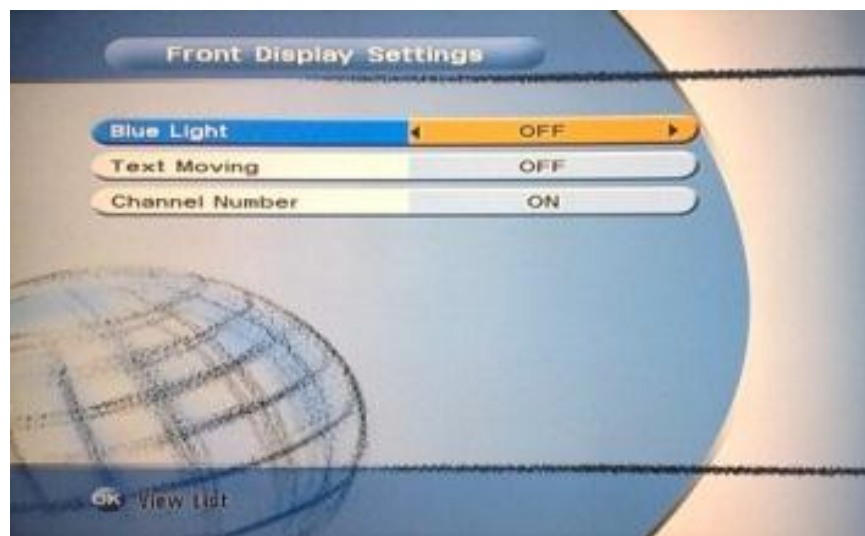 Front Display Settings
Blue Light OFF
Text Moving OFF
Channel Number ON
OK View List